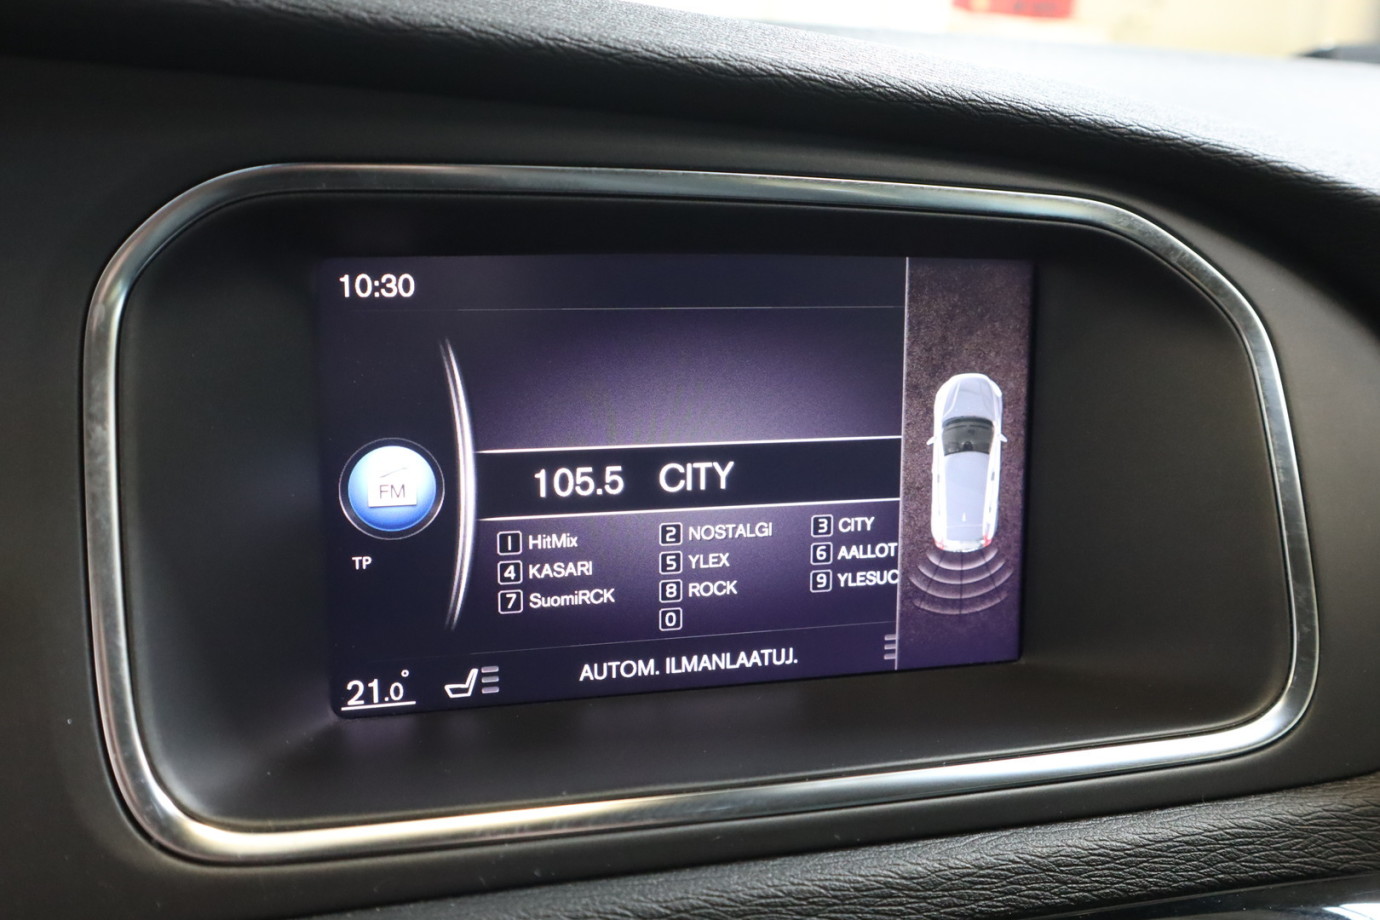 10:30
FM
105.5 CITY
TP
1 HitMix 2 NOSTALGI 3 CITY
4 KASARI 5 YLEX 6 AALLOT
7 SuomiRCK 8 ROCK 9 YLESUC
0
21.0° AUTOM. ILMANLAATUJ.